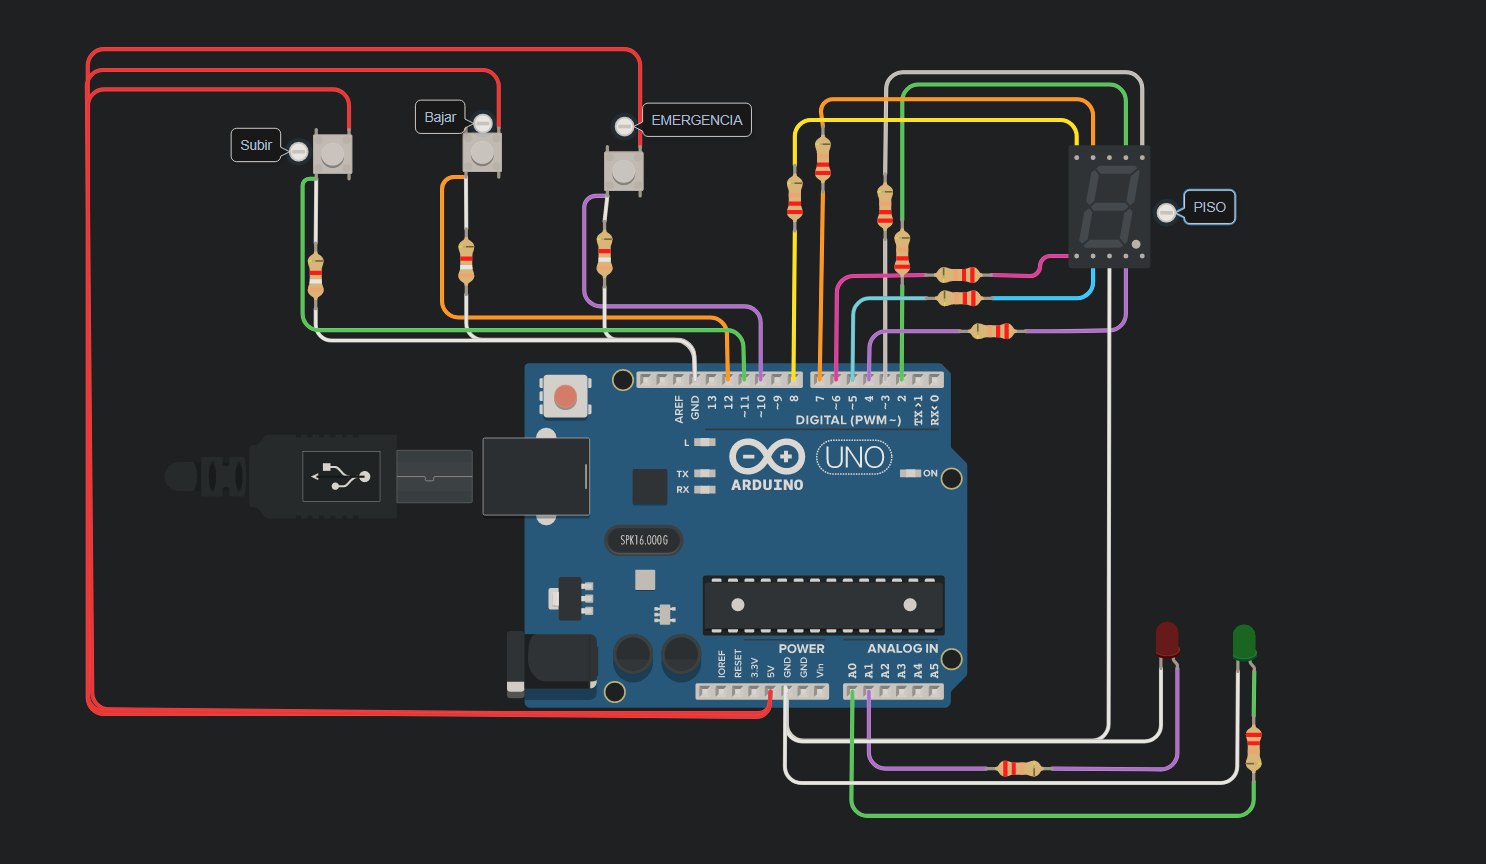 Subir
Bajar
EMERGENCIA
PISO
AREF
GND
13
12
~11
~10
~9
8
7
~6
~5
4
~3
2
TX>1
RX<0
DIGITAL (PWM~)
L
TX
RX
ARDUINO
UNO
ON
SPK16.000G
POWER
ANALOG IN
IOREF
RESET
3.3V
5V
GND
GND
Vin
A0
A1
A2
A3
A4
A5